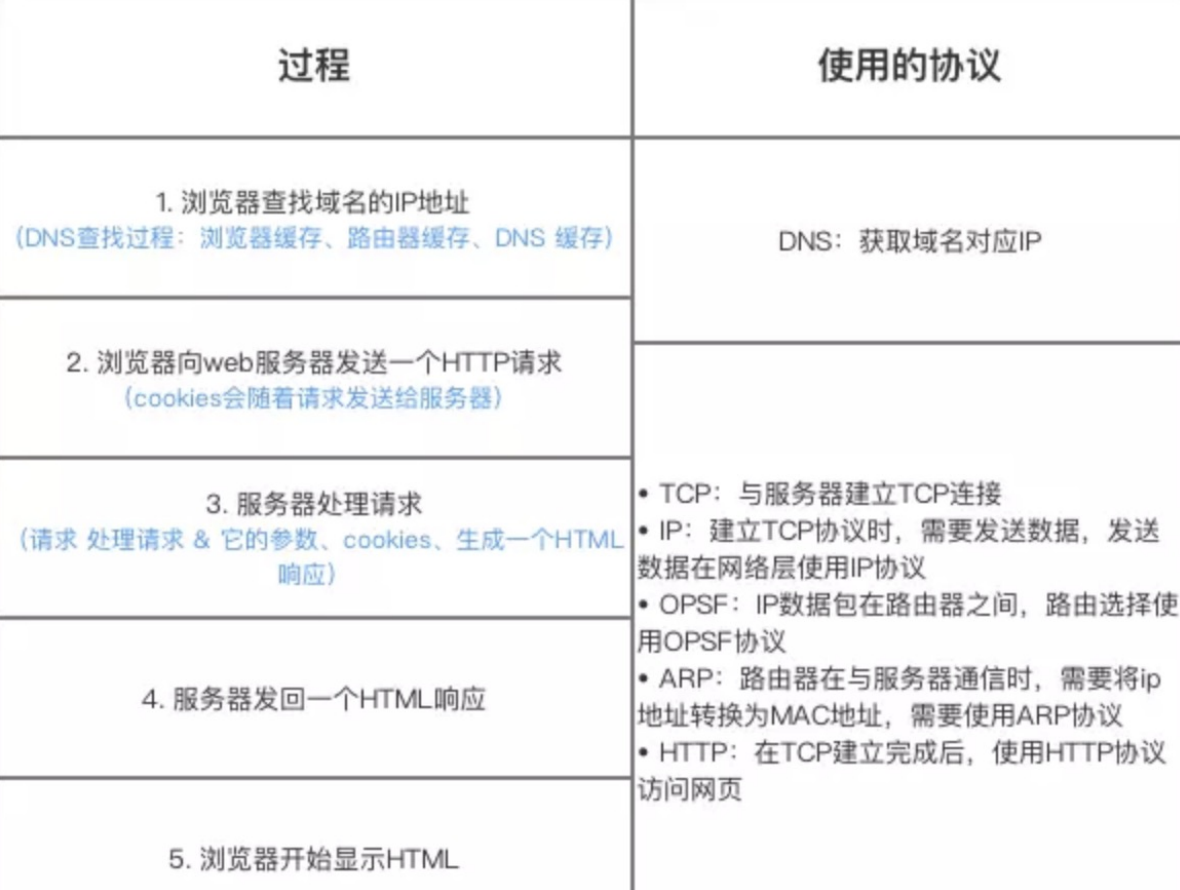 过程
使用的协议
1. 浏览器查找域名的IP地址
（DNS查找过程：浏览器缓存、路由器缓存、DNS 缓存）
DNS：获取域名对应IP
2. 浏览器向web服务器发送一个HTTP请求
（cookies会随着请求发送给服务器）
3. 服务器处理请求
（请求 处理请求 & 它的参数、cookies、生成一个HTML
响应）
4. 服务器发回一个HTML响应
5. 浏览器开始显示HTML
• TCP：与服务器建立TCP连接
• IP：建立TCP协议时，需要发送数据，发送
数据在网络层使用IP协议
• OPSF：IP数据包在路由器之间，路由选择使
用OPSF协议
• ARP：路由器在与服务器通信时，需要将ip
地址转换为MAC地址，需要使用ARP协议
• HTTP：在TCP建立完成后，使用HTTP协议
访问网页